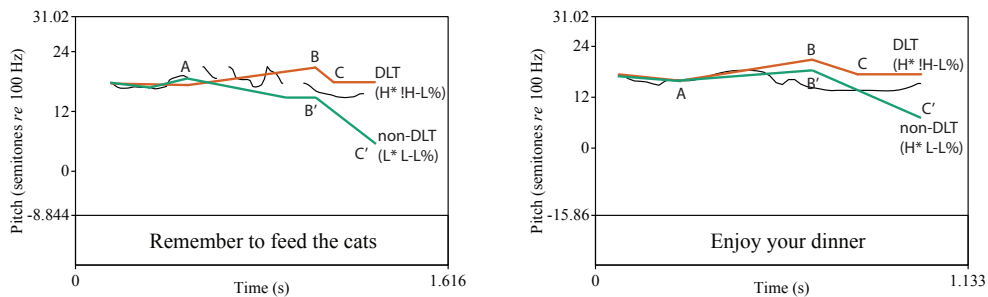 31.02
24
12
0
-8.844
Pitch (semitones re 100 Hz)
A
B
C
B′
C′
DLT
(H* !H-L%)
non-DLT
(L* L-L%)
Remember to feed the cats
0
Time (s)
1.616
31.02
24
12
0
-15.86
Pitch (semitones re 100 Hz)
A
B
C
B′
C′
DLT
(H* !H-L%)
non-DLT
(H* L-L%)
Enjoy your dinner
0
Time (s)
1.133